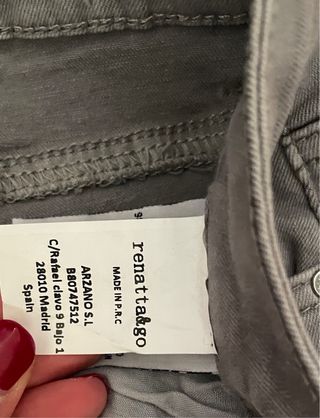 renatta&go
MADE IN P.R.C
ARZANO S.L
B80747512
C/Rafael clavo 9 Bajo 1
28010 Madrid
Spain